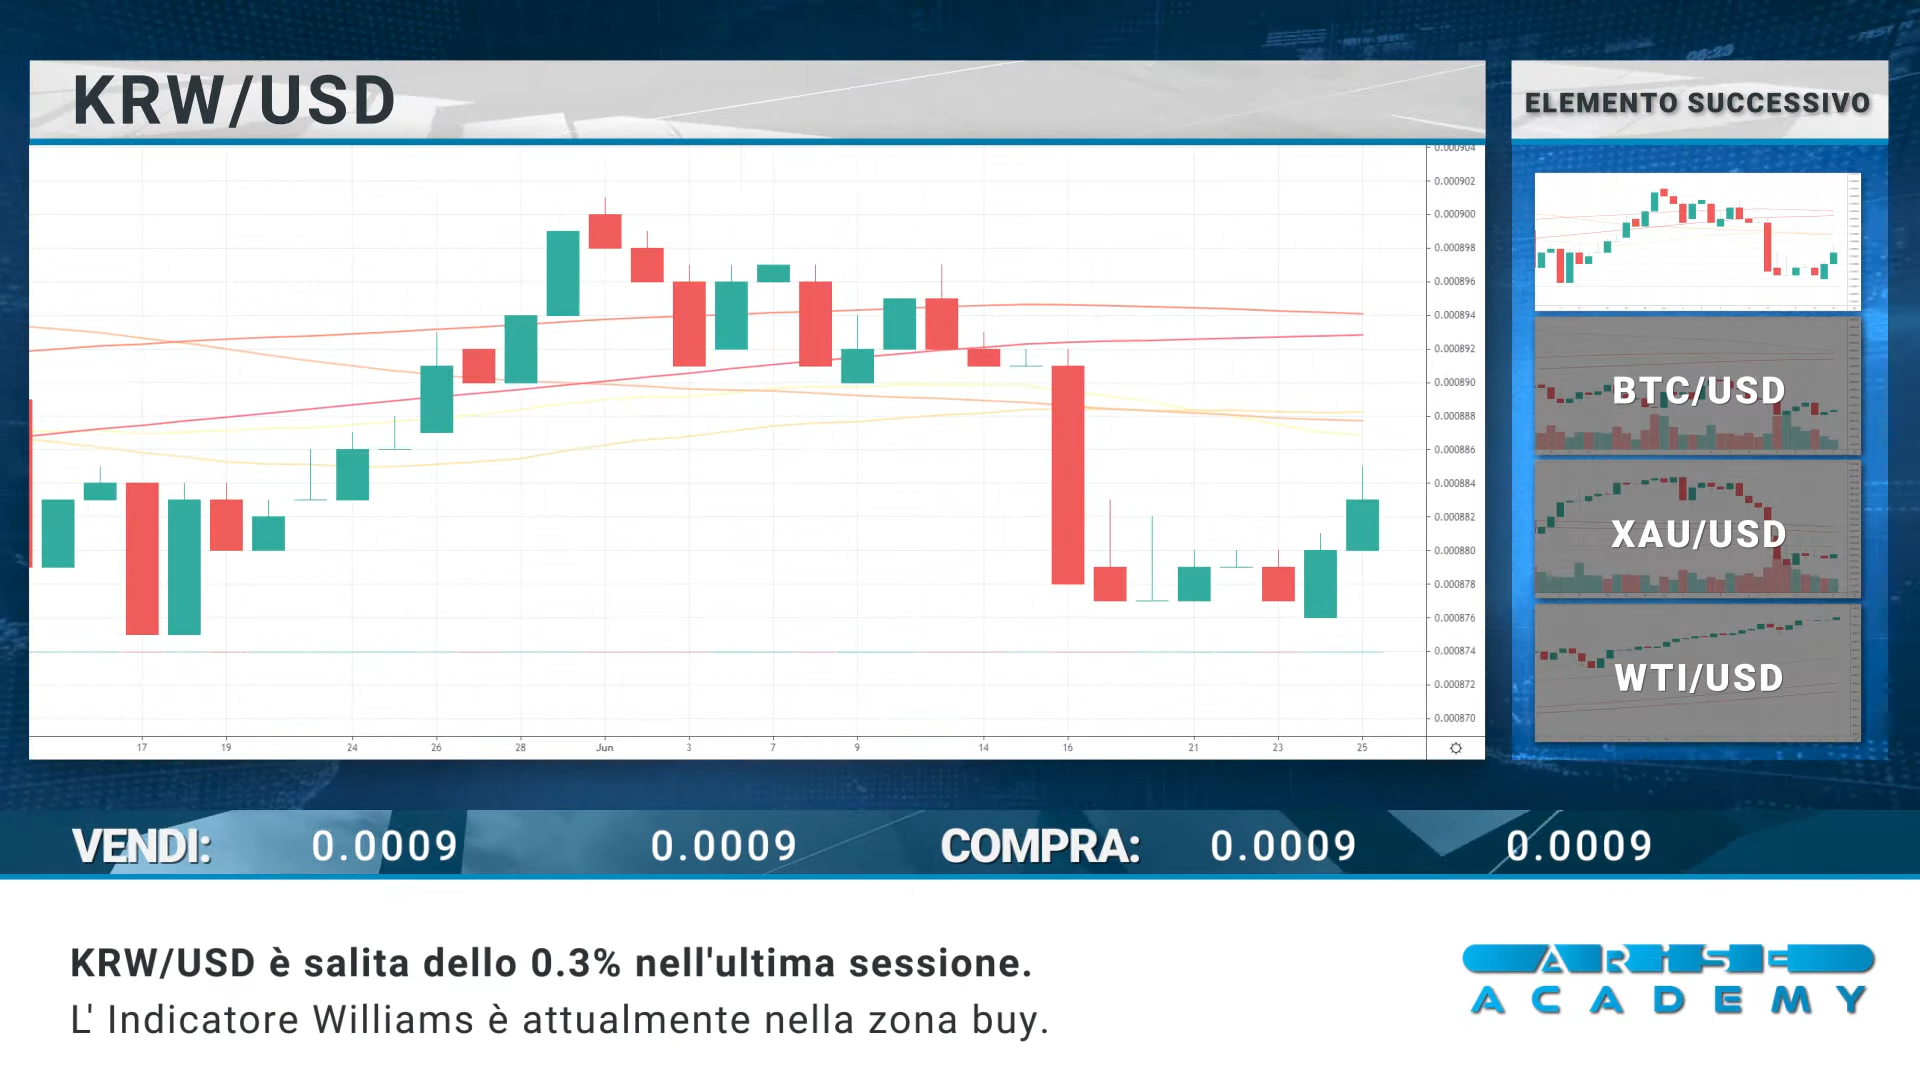 KRW/USD
ELEMENTO SUCCESSIVO
0.000904
0.000902
0.000900
0.000898
0.000896
0.000894
0.000892
0.000890
0.000888
0.000886
0.000884
0.000882
0.000880
0.000878
0.000876
0.000874
0.000872
0.000870
17 19 24 26 28 Jun 3 7 9 14 16 21 23 25
BTC/USD
XAU/USD
WTI/USD
VENDI: 0.0009 0.0009 COMPRA: 0.0009 0.0009
KRW/USD è salita dello 0.3% nell'ultima sessione.
L' Indicatore Williams è attualmente nella zona buy.
ARISE
ACADEMY